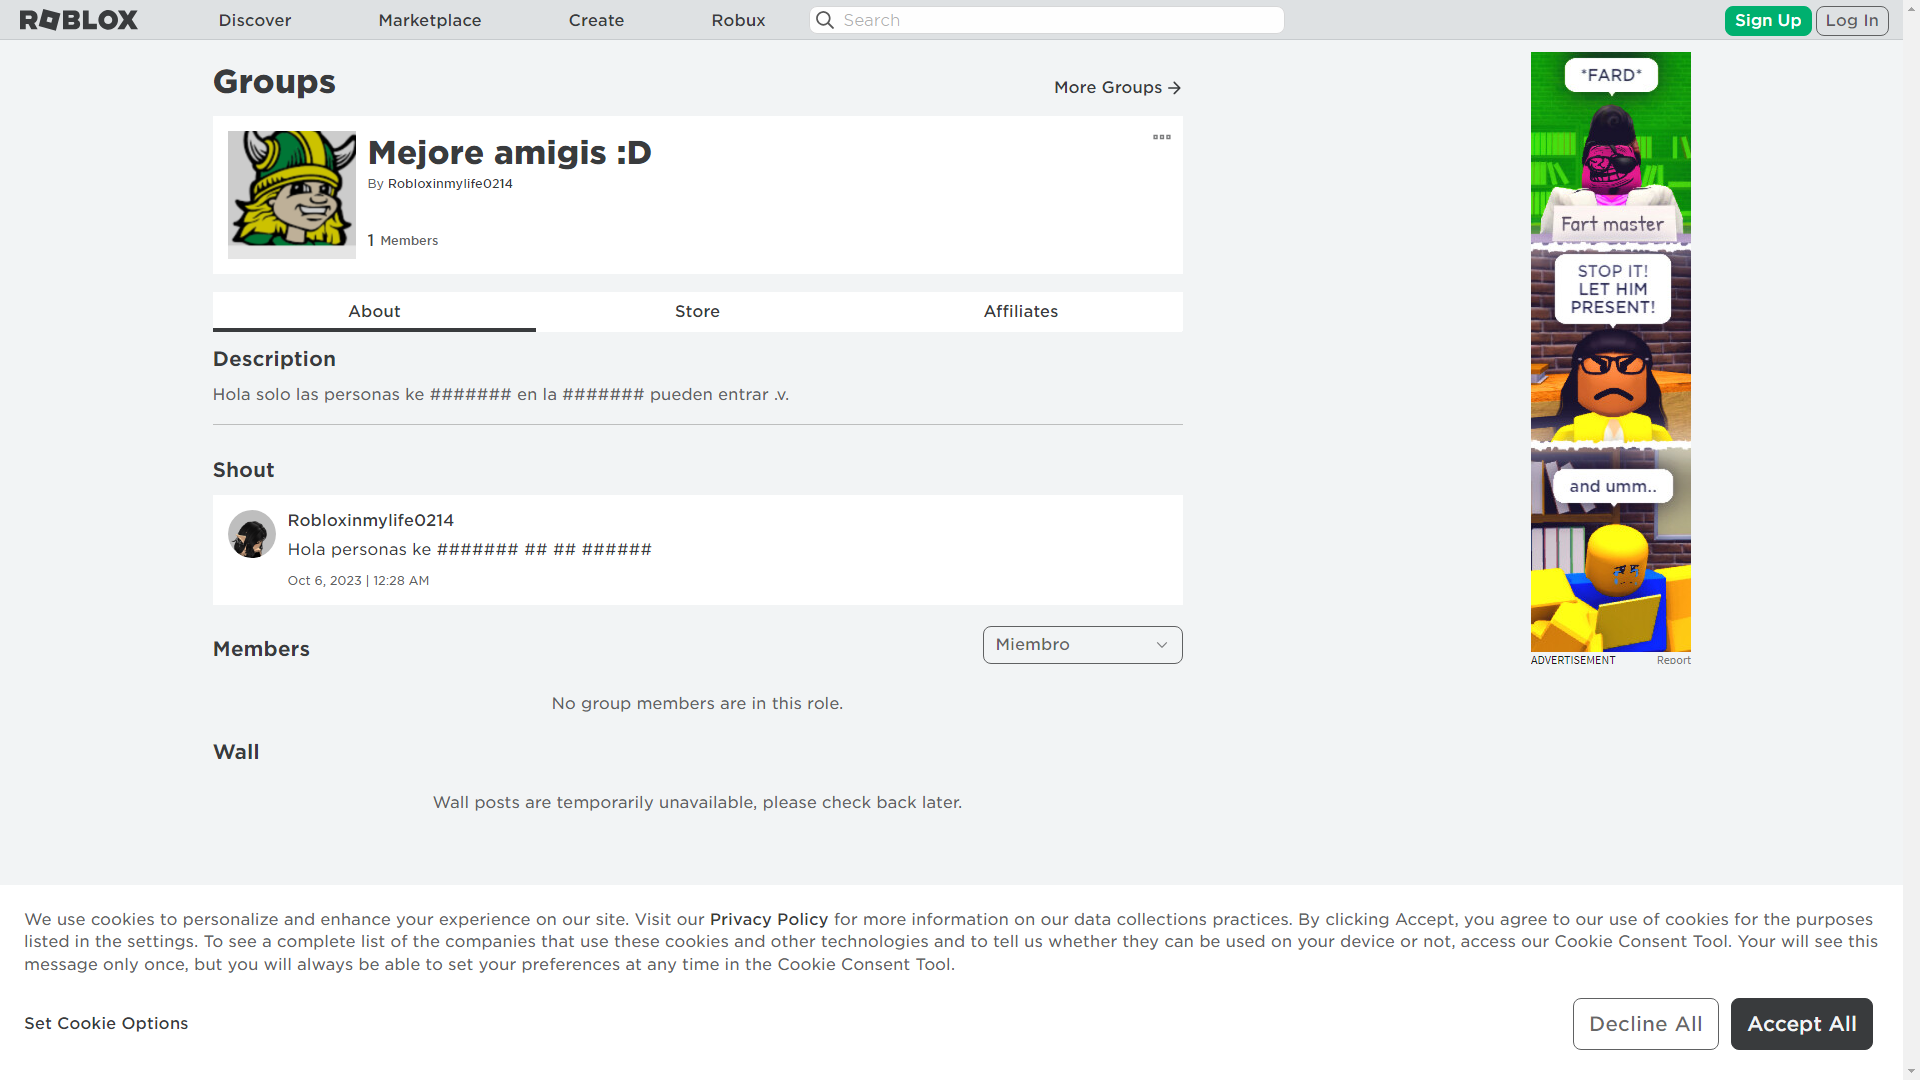 ROBLOX
Discover
Marketplace
Create
Robux
Search
Sign Up
Log In
Groups
More Groups
Mejore amigis :D
By Robloxinmylife0214
1 Members
About
Store
Affiliates
Description
Hola solo las personas ke ####### en la ####### pueden entrar .v.
Shout
Robloxinmylife0214
Hola personas ke ####### ## ## ######
Oct 6, 2023 | 12:28 AM
Members
Miembro
No group members are in this role.
Wall
Wall posts are temporarily unavailable, please check back later.
*FARD*
Fart master
STOP IT!
LET HIM
PRESENT!
and umm..
ADVERTISEMENT
Report
We use cookies to personalize and enhance your experience on our site. Visit our Privacy Policy for more information on our data collections practices. By clicking Accept, you agree to our use of cookies for the purposes
listed in the settings. To see a complete list of the companies that use these cookies and other technologies and to tell us whether they can be used on your device or not, access our Cookie Consent Tool. Your will see this
message only once, but you will always be able to set your preferences at any time in the Cookie Consent Tool.
Set Cookie Options
Decline All
Accept All